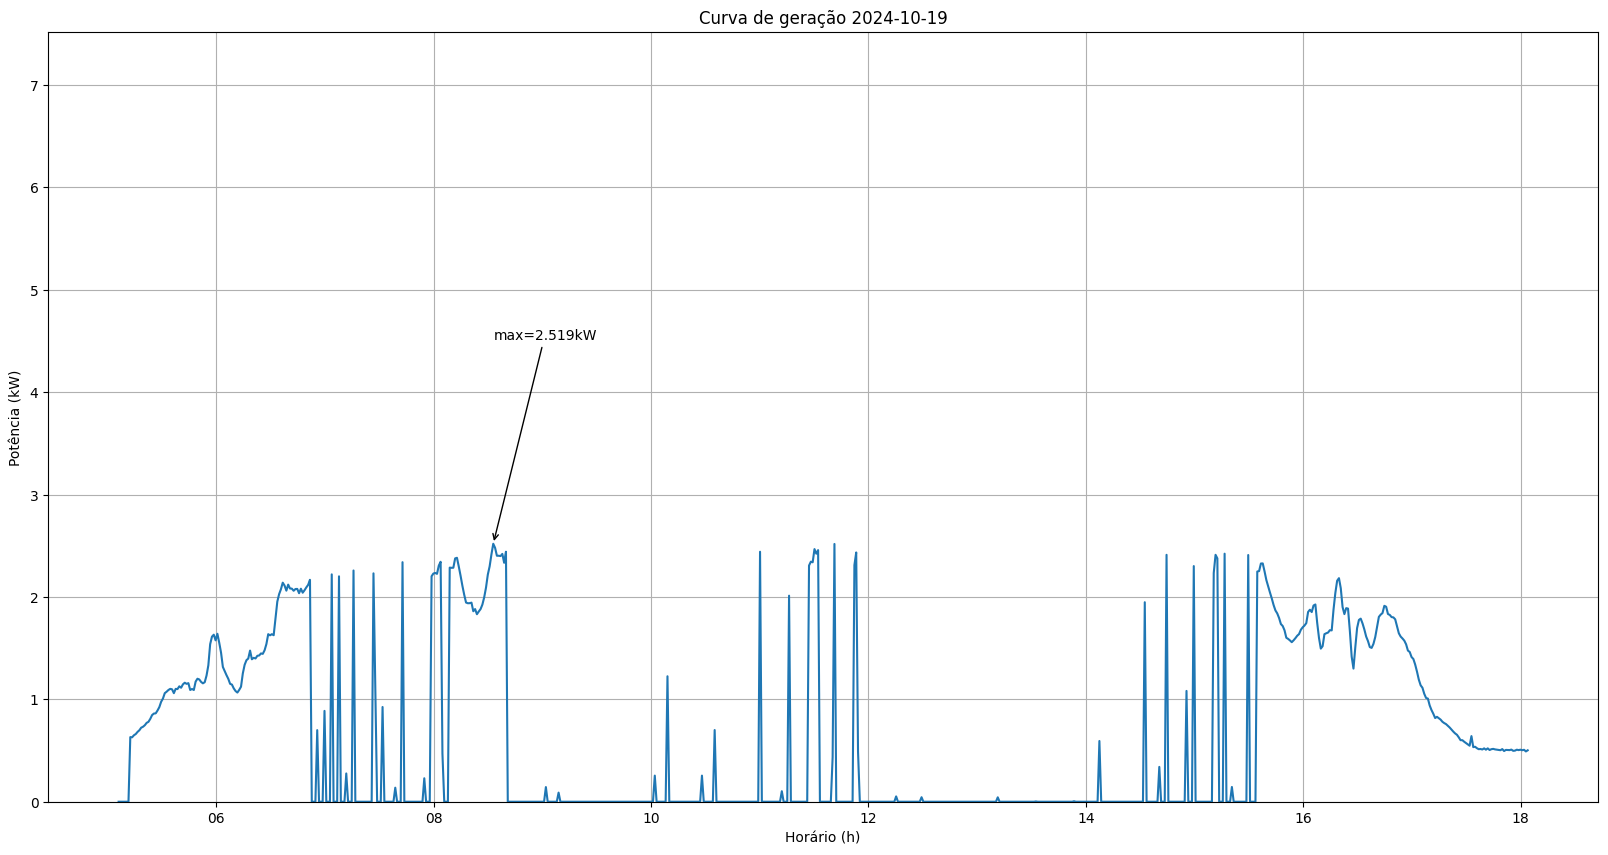 Curva de geração 2024-10-19
7
6
5
4
3
2
1
0
Potência (kW)
max=2.519kW
06 08 10 12 14 16 18
Horário (h)